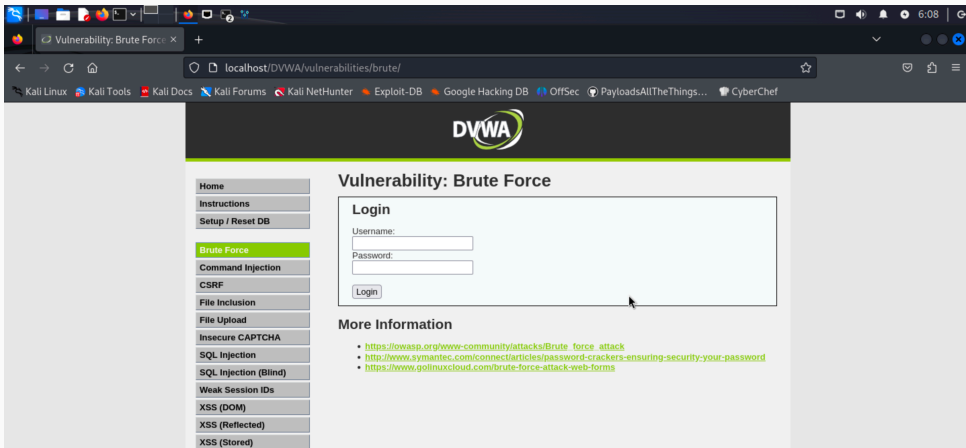 6:08
Vulnerability: Brute Force
localhost/DVWA/vulnerabilities/brute/
Kali Linux Kali Tools Kali Docs Kali Forums Kali NetHunter Exploit-DB Google Hacking DB OffSec PayloadsAllTheThings... CyberChef
DVWA
Home
Instructions
Setup / Reset DB
Brute Force
Command Injection
CSRF
File Inclusion
File Upload
Insecure CAPTCHA
SQL Injection
SQL Injection (Blind)
Weak Session IDs
XSS (DOM)
XSS (Reflected)
XSS (Stored)
Vulnerability: Brute Force
Login
Username:
Password:
Login
More Information
https://owasp.org/www-community/attacks/Brute_force_attack
http://www.symantec.com/connect/articles/password-crackers-ensuring-security-your-password
https://www.golinuxcloud.com/brute-force-attack-web-forms